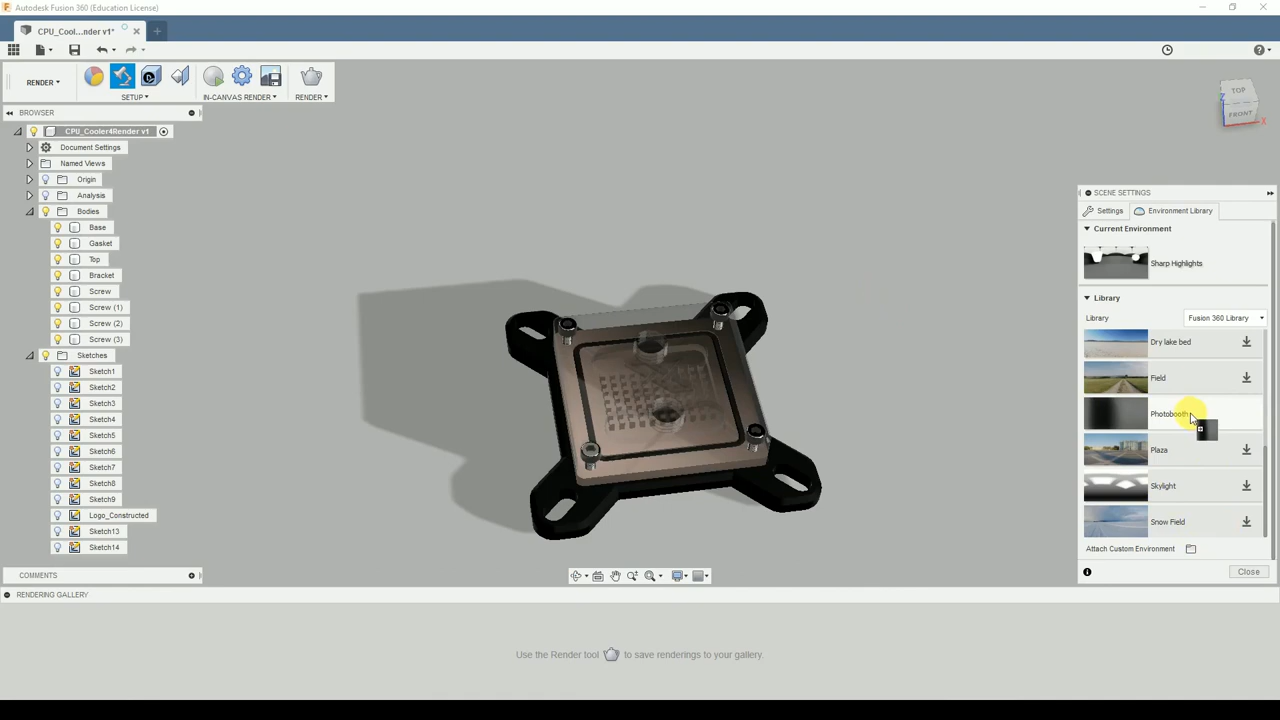 Autodesk Fusion 360 (Education License)
CPU_Cool...nder v1*
RENDER
SETUP
IN-CANVAS RENDER
RENDER
TOP
FRONT
Z
X
BROWSER
CPU_Cooler4Render v1
Document Settings
Named Views
Origin
Analysis
Bodies
Base
Gasket
Top
Bracket
Screw
Screw (1)
Screw (2)
Screw (3)
Sketches
Sketch1
Sketch2
Sketch3
Sketch4
Sketch5
Sketch6
Sketch7
Sketch8
Sketch9
Logo_Constructed
Sketch13
Sketch14
SCENE SETTINGS
Settings
Environment Library
Current Environment
Sharp Highlights
Library
Library
Fusion 360 Library
Dry lake bed
Field
Photobooth
Plaza
Skylight
Snow Field
Attach Custom Environment
Close
COMMENTS
RENDERING GALLERY
Use the Render tool to save renderings to your gallery.